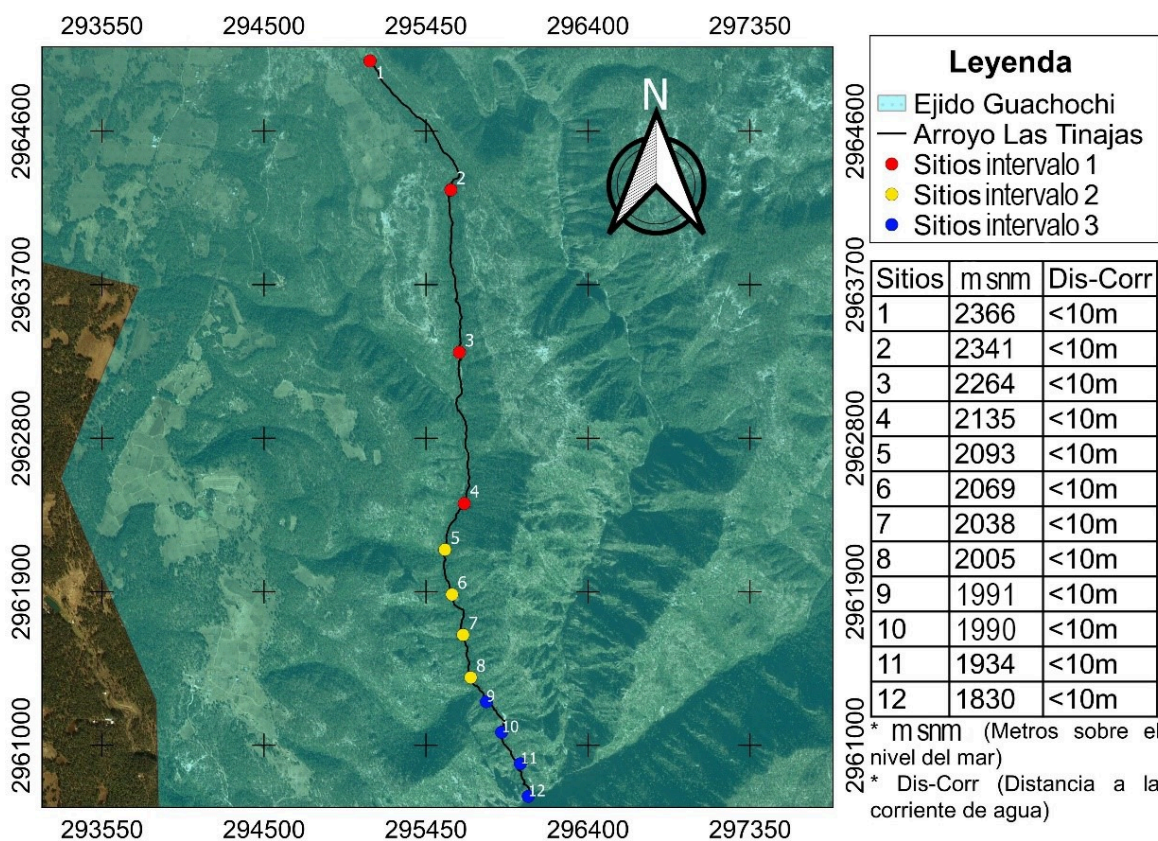 293550 294500 295450 296400 297350
2964600
2963700
2962800
2961900
2961000
1
2
3
4
5
6
7
8
9
10
11
12
N
2964600
2963700
2962800
2961900
2961000
293550 294500 295450 296400 297350
Leyenda
Ejido Guachochi
Arroyo Las Tinajas
Sitios intervalo 1
Sitios intervalo 2
Sitios intervalo 3
Sitios m snm Dis-Corr
1 2366 <10m
2 2341 <10m
3 2264 <10m
4 2135 <10m
5 2093 <10m
6 2069 <10m
7 2038 <10m
8 2005 <10m
9 1991 <10m
10 1990 <10m
11 1934 <10m
12 1830 <10m
* m snm (Metros sobre el
nivel del mar)
* Dis-Corr (Distancia a la
corriente de agua)